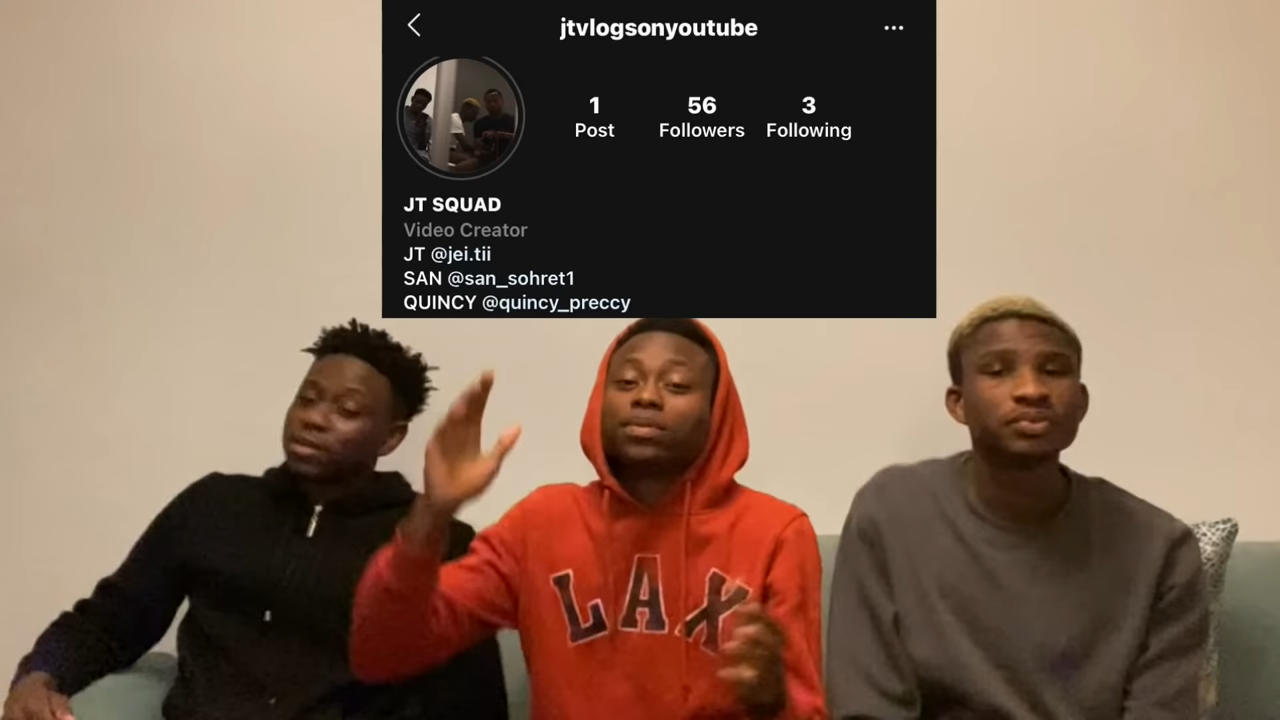 jtvlogsonyoutube
1
56
3
Post
Followers
Following
JT SQUAD
Video Creator
JT @jei.tii
SAN @san_sohret1
QUINCY @quincy_preccy
LAX